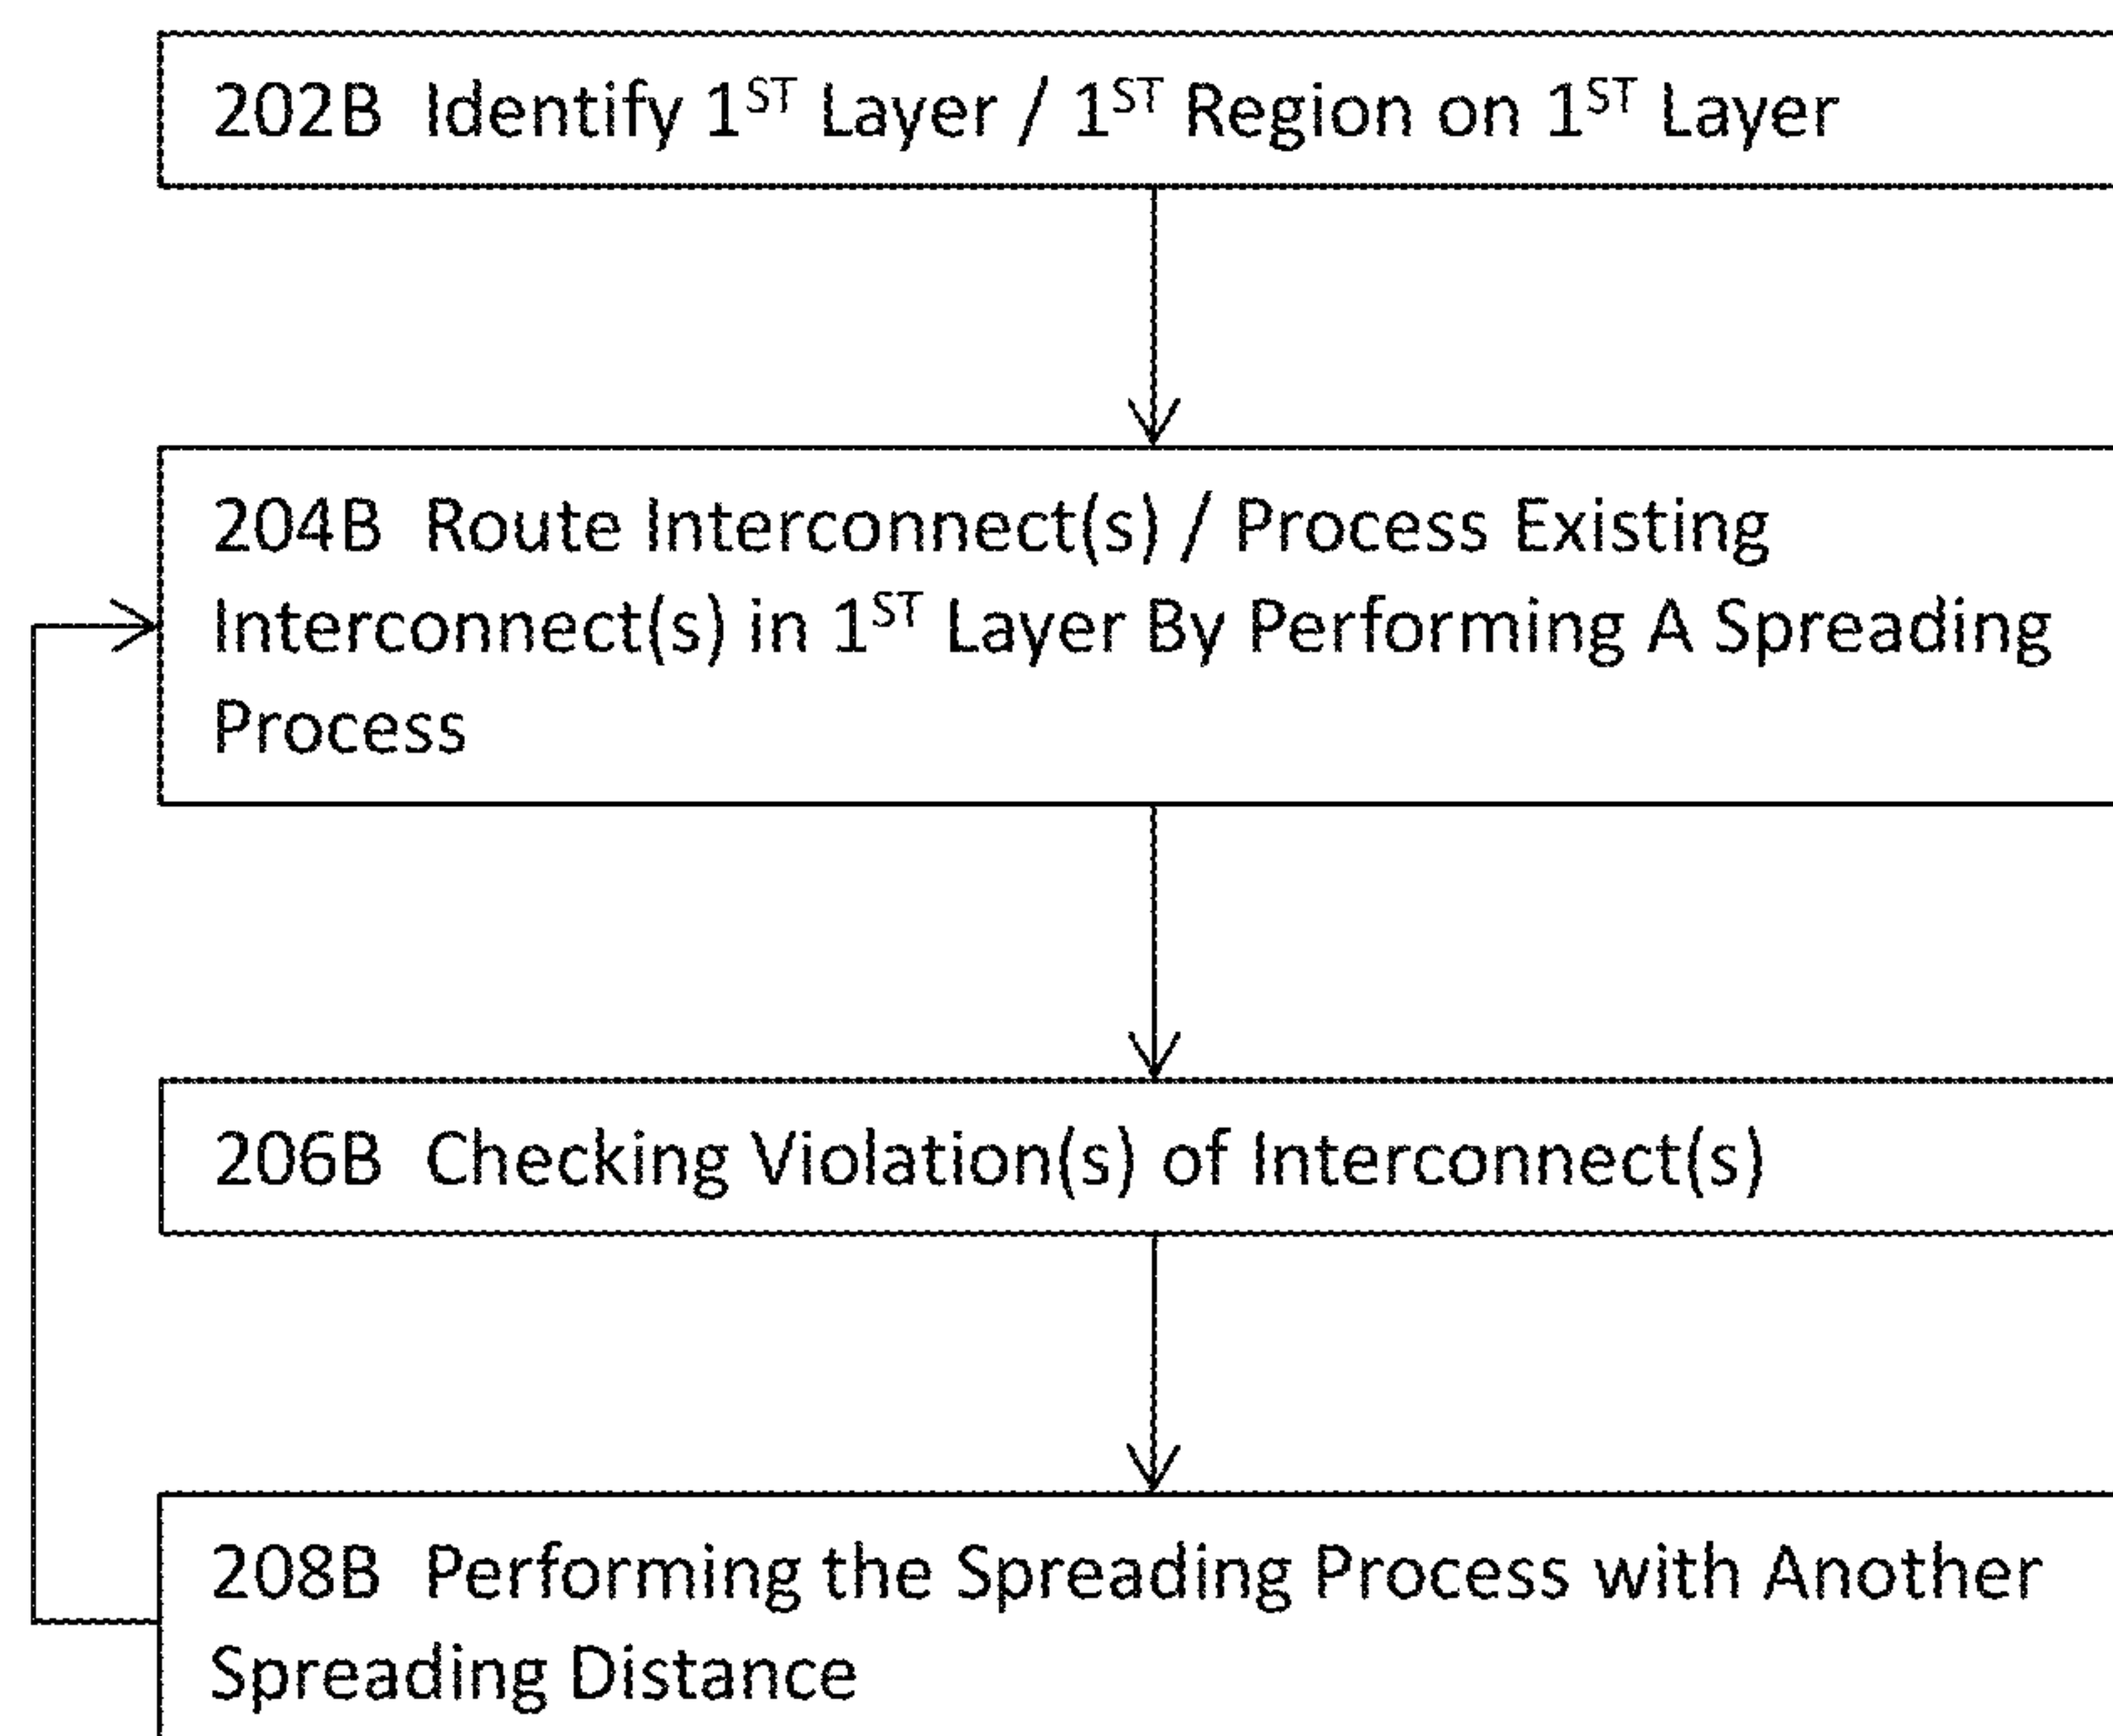 202B Identify 1ST Layer / 1ST Region on 1ST Layer
204B Route Interconnect(s) / Process Existing
Interconnect(s) in 1ST Layer By Performing A Spreading
Process
206B Checking Violation(s) of Interconnect(s)
208B Performing the Spreading Process with Another
Spreading Distance